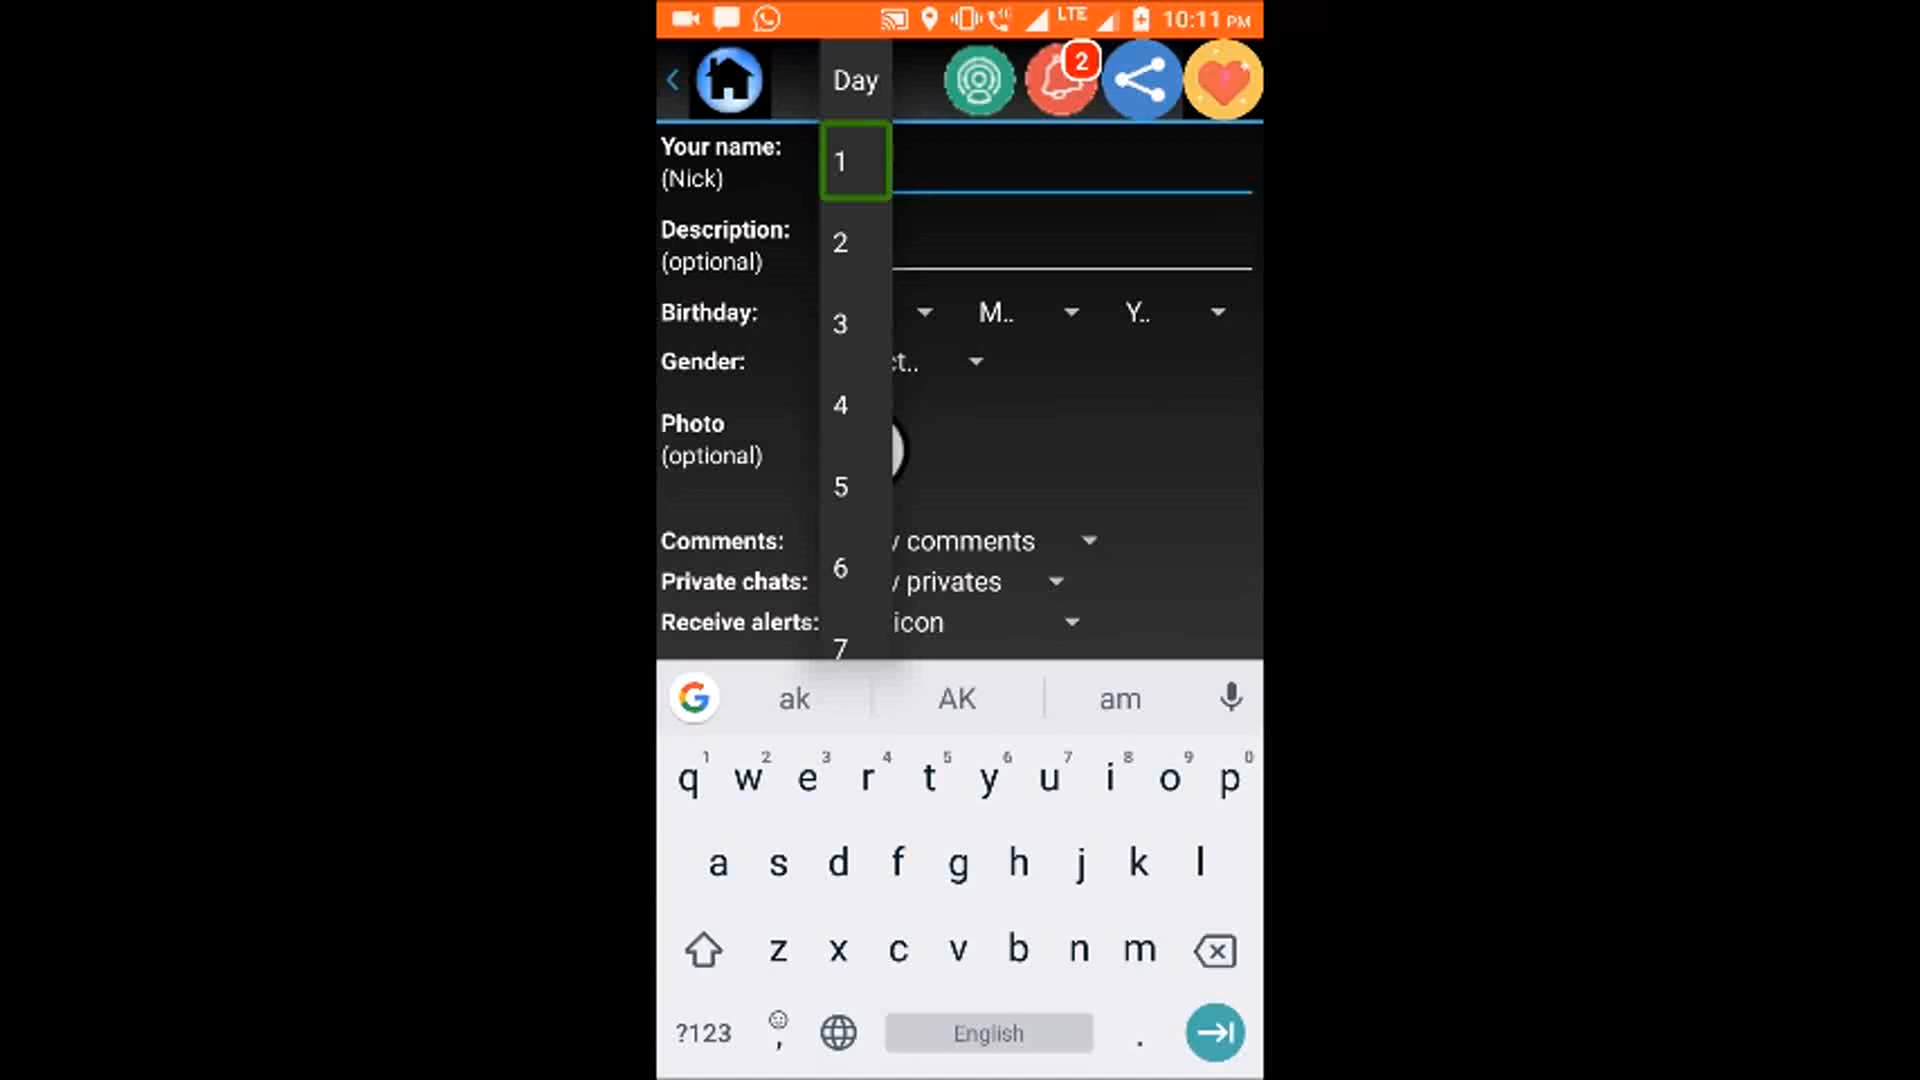 LTE 10:11 PM
Day
2
Your name:
(Nick)
1
Description:
(optional)
2
Birthday:
M..
Y..
3
Gender:
ct..
4
Photo
(optional)
5
Comments:
y comments
6
Private chats:
y privates
Receive alerts:
icon
7
G
ak
AK
am
1 2 3 4 5 6 7 8 9 0
q w e r t y u i o p
a s d f g h j k l
z x c v b n m
?123
,
English
.